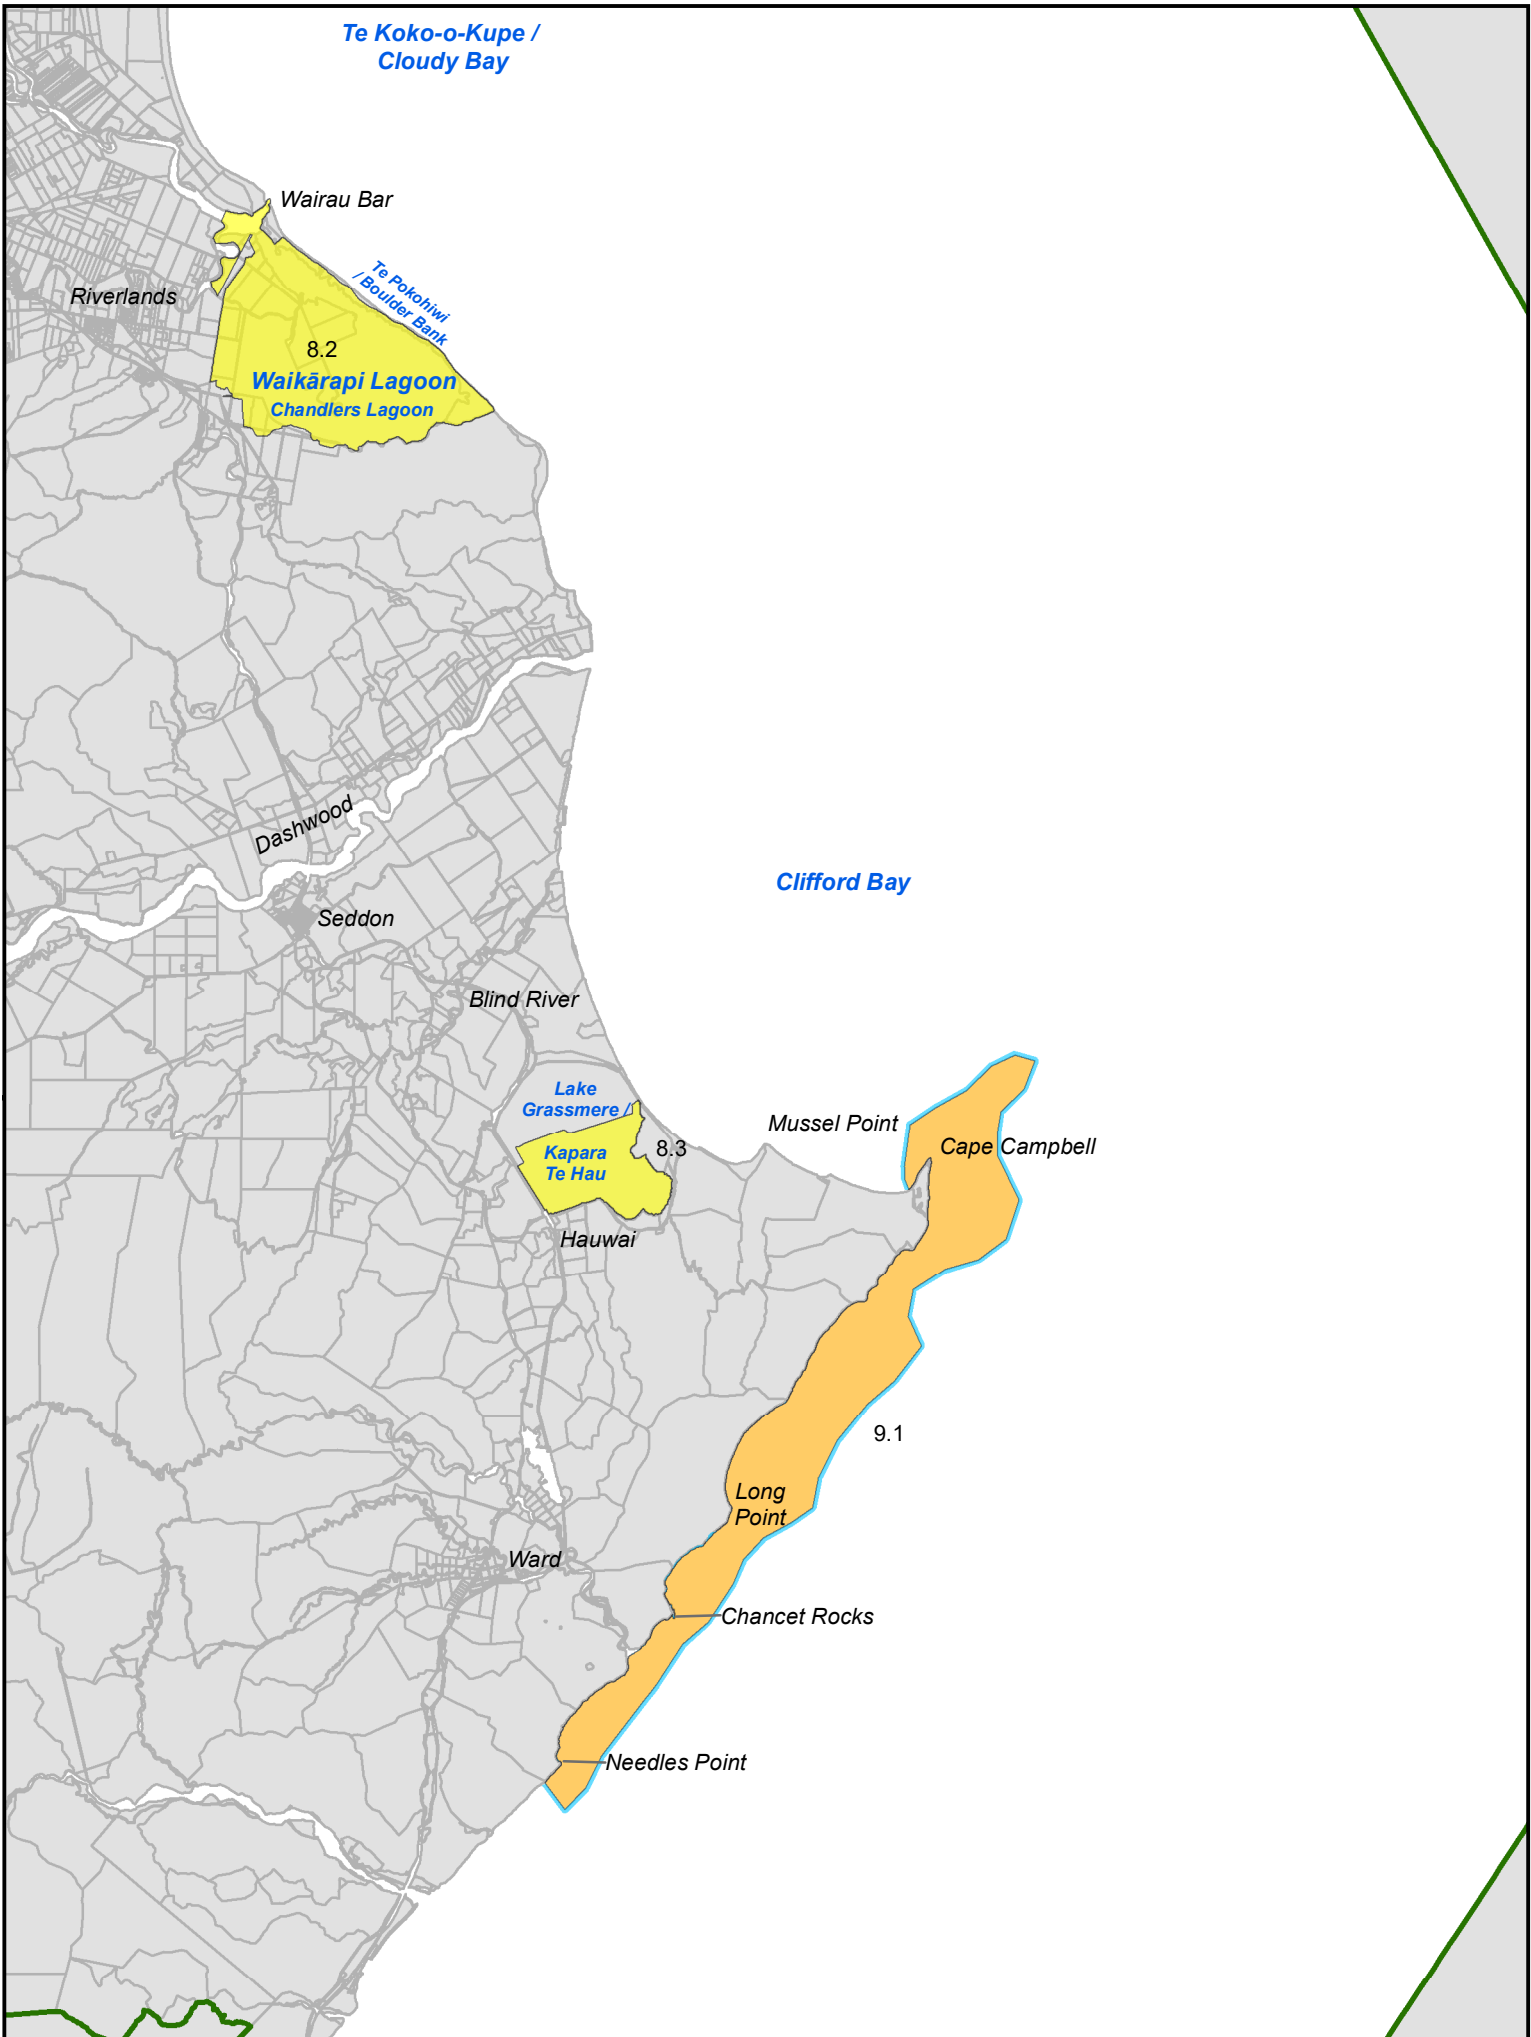 Te Koko-o-Kupe /
Cloudy Bay
Wairau Bar
Te Pokohiwi
/ Boulder Bank
Riverlands
8.2
Waikārapi Lagoon
Chandlers Lagoon
Dashwood
Clifford Bay
Seddon
Blind River
Lake
Grassmere /
Kapara
Te Hau
8.3
Mussel Point
Cape Campbell
Hauwai
9.1
Long
Point
Ward
Chancet Rocks
Needles Point